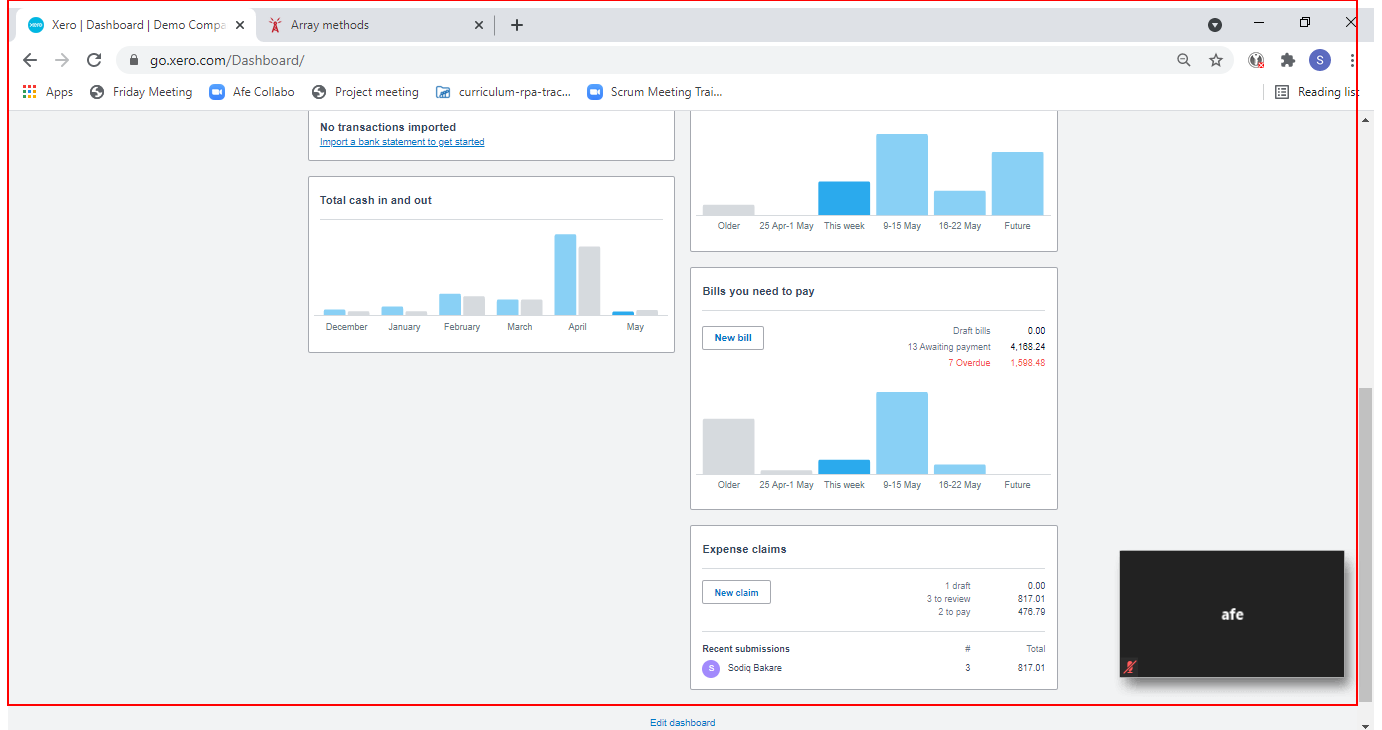 Xero | Dashboard | Demo Compa
Array methods
go.xero.com/Dashboard/
S
Apps
Friday Meeting
Afe Collabo
Project meeting
curriculum-rpa-trac...
Scrum Meeting Trai...
Reading list
No transactions imported
Import a bank statement to get started
Total cash in and out
December January February March April May
Older 25 Apr-1 May This week 9-15 May 16-22 May Future
Bills you need to pay
New bill
Draft bills 0.00
13 Awaiting payment 4,168.24
7 Overdue 1,598.48
Older 25 Apr-1 May This week 9-15 May 16-22 May Future
Expense claims
New claim
1 draft 0.00
3 to review 817.01
2 to pay 476.79
Recent submissions # Total
S Sodiq Bakare 3 817.01
afe
Edit dashboard